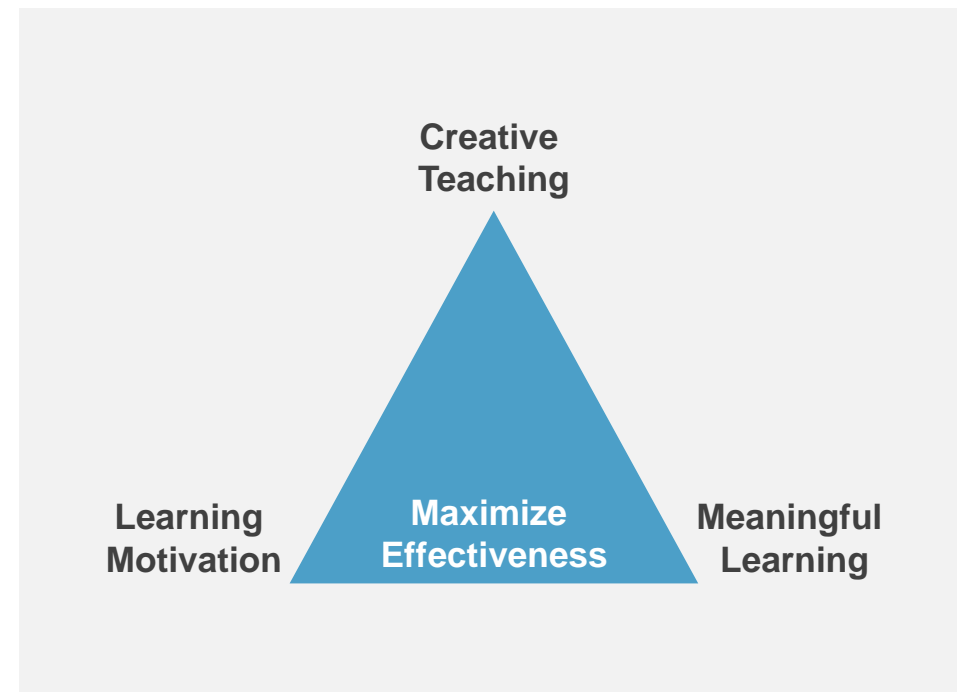 Creative
Teaching
Learning
Motivation
Maximize
Effectiveness
Meaningful
Learning